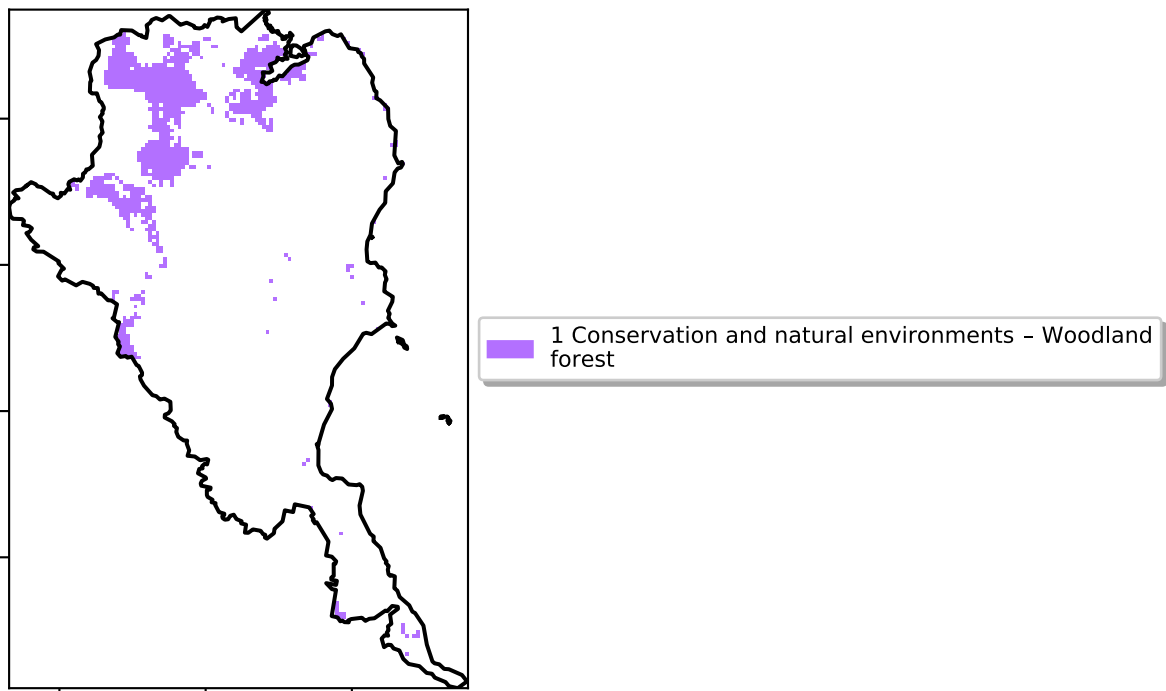 1 Conservation and natural environments – Woodland
forest